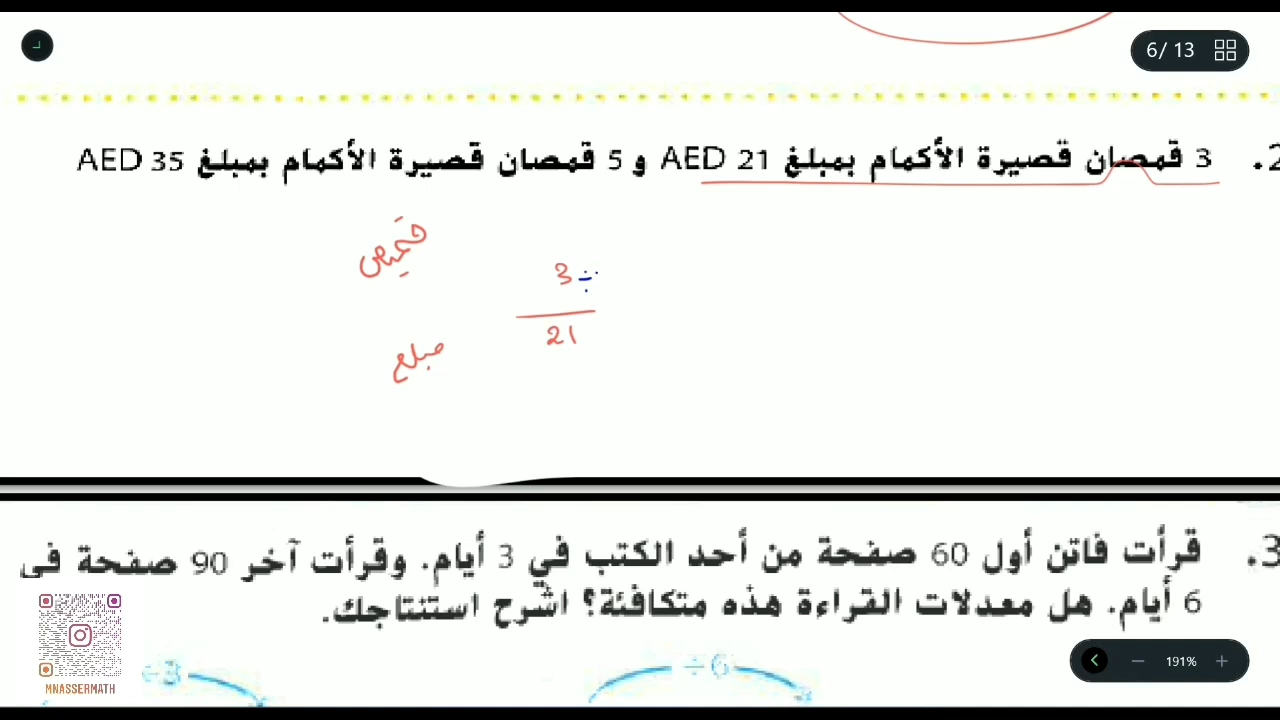 6/ 13
2. 3 قمصان قصيرة الأكمام بمبلغ AED 21 و 5 قمصان قصيرة الأكمام بمبلغ AED 35
قميص
3 ÷
21
مبلغ
3. قرأت فاتن أول 60 صفحة من أحد الكتب في 3 أيام. وقرأت آخر 90 صفحة في
6 أيام. هل معدلات القراءة هذه متكافئة؟ اشرح استنتاجك.
÷3
÷6
191%
MNASSERMATH